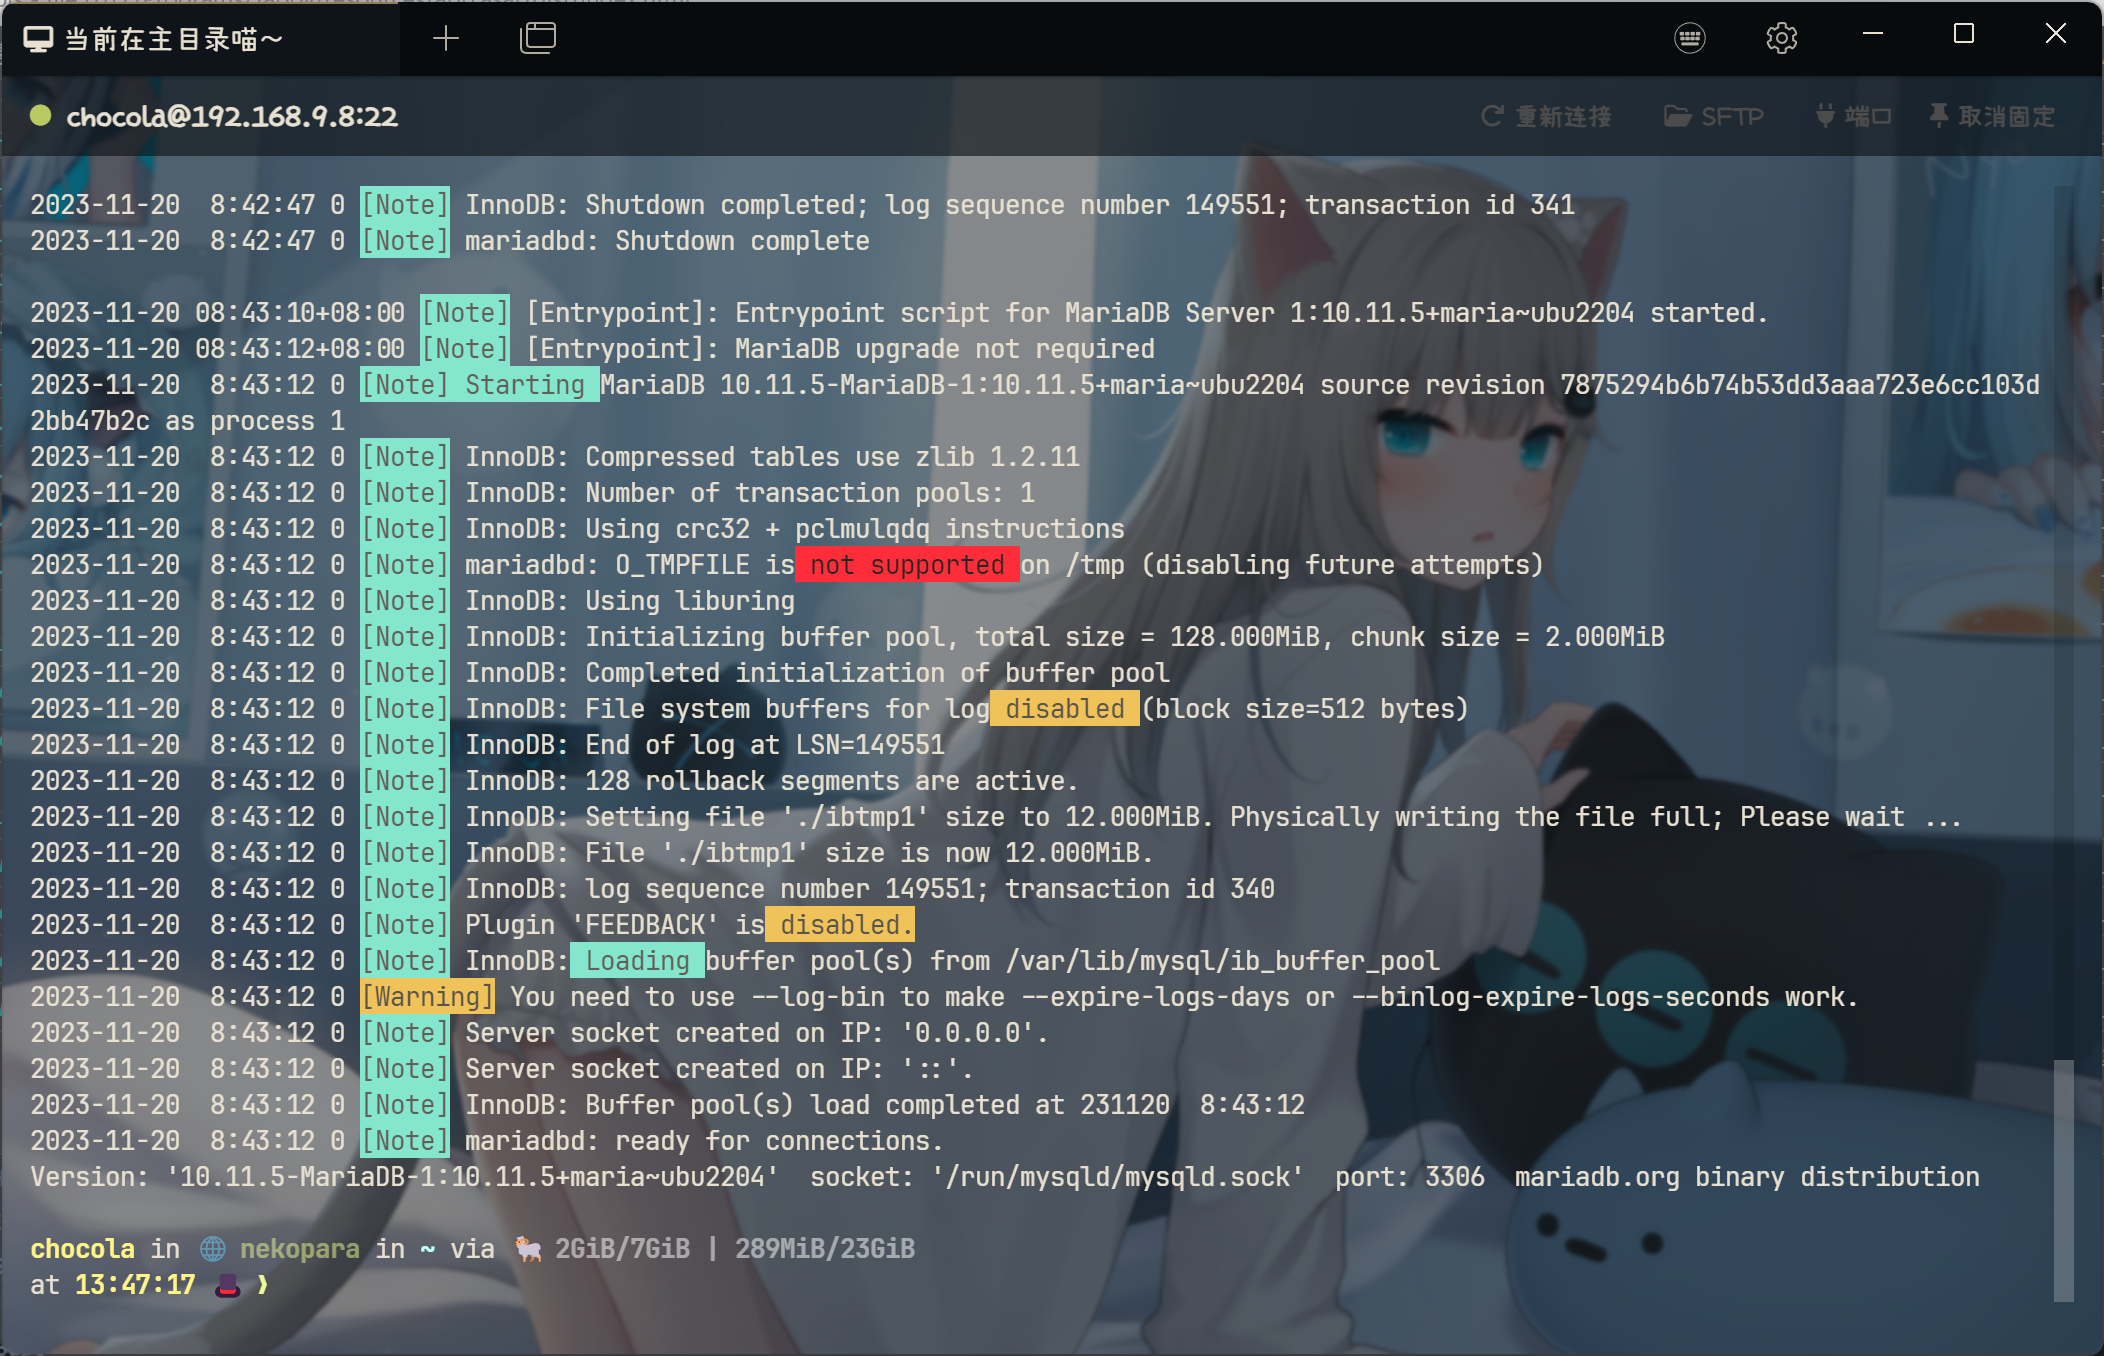 当前在主目录喵~
chocola@192.168.9.8:22
重新连接 SFTP 端口 取消固定
2023-11-20  8:42:47 0 [Note] InnoDB: Shutdown completed; log sequence number 149551; transaction id 341
2023-11-20  8:42:47 0 [Note] mariadbd: Shutdown complete
2023-11-20 08:43:10+08:00 [Note] [Entrypoint]: Entrypoint script for MariaDB Server 1:10.11.5+maria~ubu2204 started.
2023-11-20 08:43:12+08:00 [Note] [Entrypoint]: MariaDB upgrade not required
2023-11-20  8:43:12 0 [Note] Starting MariaDB 10.11.5-MariaDB-1:10.11.5+maria~ubu2204 source revision 7875294b6b74b53dd3aaa723e6cc103d
2bb47b2c as process 1
2023-11-20  8:43:12 0 [Note] InnoDB: Compressed tables use zlib 1.2.11
2023-11-20  8:43:12 0 [Note] InnoDB: Number of transaction pools: 1
2023-11-20  8:43:12 0 [Note] InnoDB: Using crc32 + pclmulqdq instructions
2023-11-20  8:43:12 0 [Note] mariadbd: O_TMPFILE is not supported on /tmp (disabling future attempts)
2023-11-20  8:43:12 0 [Note] InnoDB: Using liburing
2023-11-20  8:43:12 0 [Note] InnoDB: Initializing buffer pool, total size = 128.000MiB, chunk size = 2.000MiB
2023-11-20  8:43:12 0 [Note] InnoDB: Completed initialization of buffer pool
2023-11-20  8:43:12 0 [Note] InnoDB: File system buffers for log disabled (block size=512 bytes)
2023-11-20  8:43:12 0 [Note] InnoDB: End of log at LSN=149551
2023-11-20  8:43:12 0 [Note] InnoDB: 128 rollback segments are active.
2023-11-20  8:43:12 0 [Note] InnoDB: Setting file './ibtmp1' size to 12.000MiB. Physically writing the file full; Please wait ...
2023-11-20  8:43:12 0 [Note] InnoDB: File './ibtmp1' size is now 12.000MiB.
2023-11-20  8:43:12 0 [Note] InnoDB: log sequence number 149551; transaction id 340
2023-11-20  8:43:12 0 [Note] Plugin 'FEEDBACK' is disabled.
2023-11-20  8:43:12 0 [Note] InnoDB: Loading buffer pool(s) from /var/lib/mysql/ib_buffer_pool
2023-11-20  8:43:12 0 [Warning] You need to use --log-bin to make --expire-logs-days or --binlog-expire-logs-seconds work.
2023-11-20  8:43:12 0 [Note] Server socket created on IP: '0.0.0.0'.
2023-11-20  8:43:12 0 [Note] Server socket created on IP: '::'.
2023-11-20  8:43:12 0 [Note] InnoDB: Buffer pool(s) load completed at 231120  8:43:12
2023-11-20  8:43:12 0 [Note] mariadbd: ready for connections.
Version: '10.11.5-MariaDB-1:10.11.5+maria~ubu2204'  socket: '/run/mysqld/mysqld.sock'  port: 3306  mariadb.org binary distribution
chocola in 🌐 nekopara in ~ via 🐏 2GiB/7GiB | 289MiB/23GiB
at 13:47:17 🎩 ❯